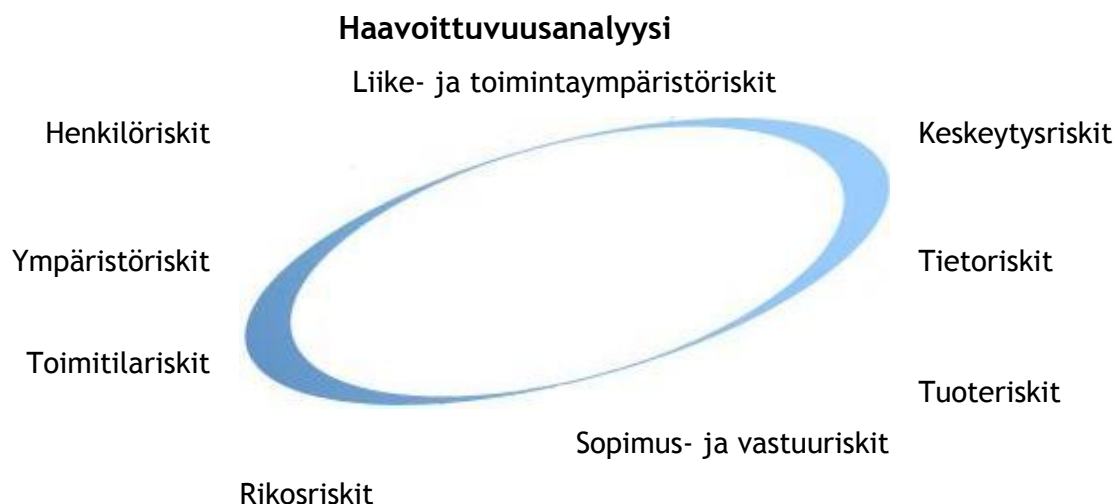 Haavoittuvuusanalyysi
Liike- ja toimintaympäristöriskit
Henkilöriskit
Keskeytysriskit
Ympäristöriskit
Tietoriskit
Toimitilariskit
Tuoteriskit
Sopimus- ja vastuuriskit
Rikosriskit